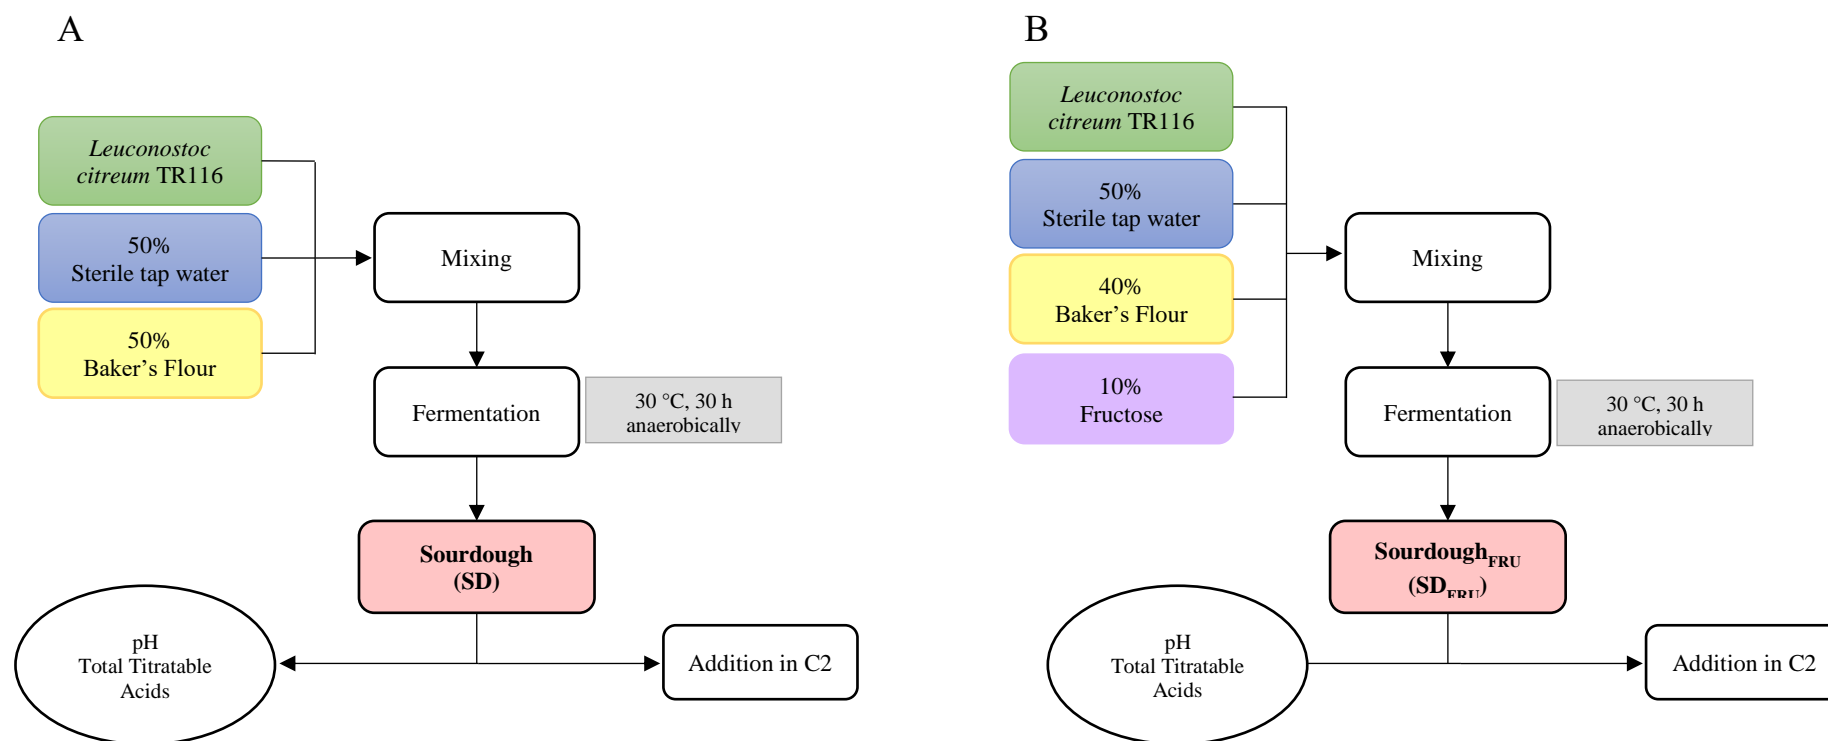 A
Leuconostoc
citreum TR116
50%
Sterile tap water
50%
Baker's Flour
Mixing
Fermentation
30 °C, 30 h
anaerobically
Sourdough
(SD)
pH
Total Titratable
Acids
Addition in C2
B
Leuconostoc
citreum TR116
50%
Sterile tap water
40%
Baker's Flour
10%
Fructose
Mixing
Fermentation
30 °C, 30 h
anaerobically
SourdoughFRU
(SDFRU)
pH
Total Titratable
Acids
Addition in C2